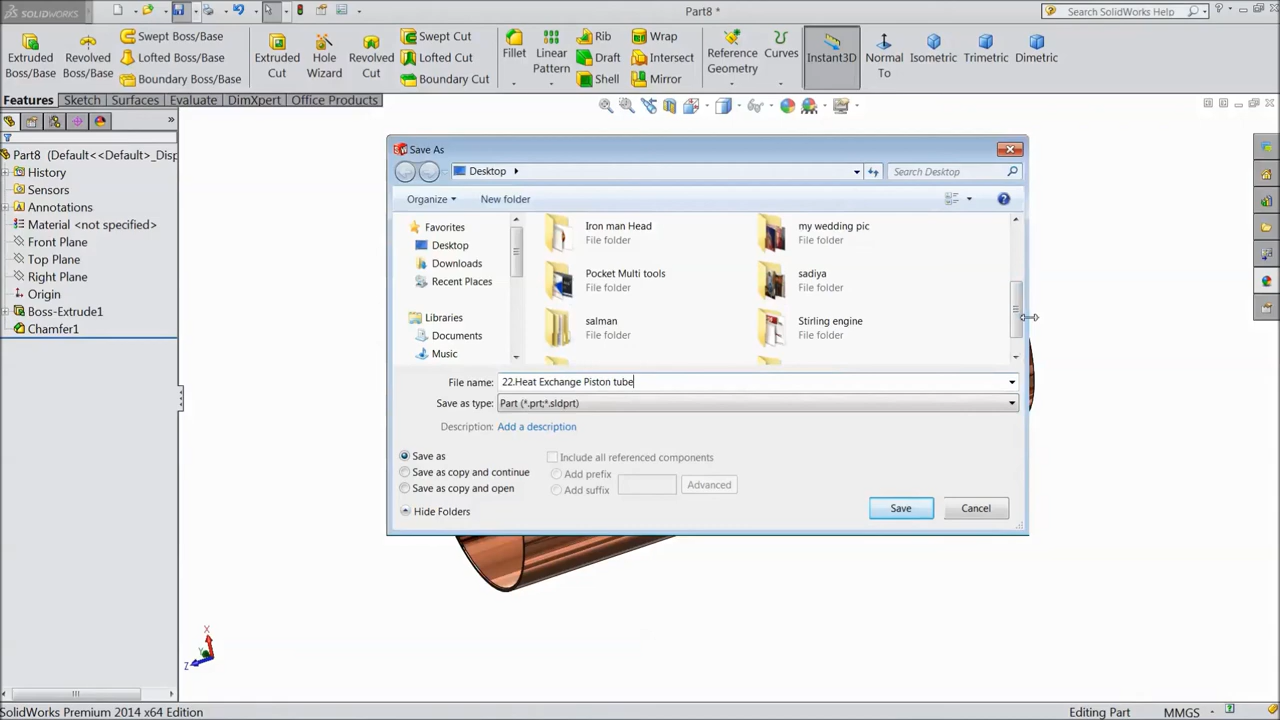 SOLIDWORKS
Part8 *
Search SolidWorks Help
Extruded Boss/Base
Revolved Boss/Base
Swept Boss/Base
Lofted Boss/Base
Boundary Boss/Base
Extruded Cut
Hole Wizard
Revolved Cut
Swept Cut
Lofted Cut
Boundary Cut
Fillet
Linear Pattern
Rib
Draft
Shell
Wrap
Intersect
Mirror
Reference Geometry
Curves
Instant3D
Normal To
Isometric
Trimetric
Dimetric
Features
Sketch
Surfaces
Evaluate
DimXpert
Office Products
Part8 (Default<<Default>_Disp
History
Sensors
Annotations
Material <not specified>
Front Plane
Top Plane
Right Plane
Origin
Boss-Extrude1
Chamfer1
Save As
Desktop
Search Desktop
Organize
New folder
Favorites
Desktop
Downloads
Recent Places
Libraries
Documents
Music
Iron man Head
File folder
my wedding pic
File folder
Pocket Multi tools
File folder
sadiya
File folder
salman
File folder
Stirling engine
File folder
File name: 22.Heat Exchange Piston tube
Save as type: Part (*.prt;*.sldprt)
Description: Add a description
Save as
Save as copy and continue
Save as copy and open
Include all referenced components
Add prefix
Add suffix
Advanced
Hide Folders
Save
Cancel
X
Y
Z
SolidWorks Premium 2014 x64 Edition
Editing Part
MMGS